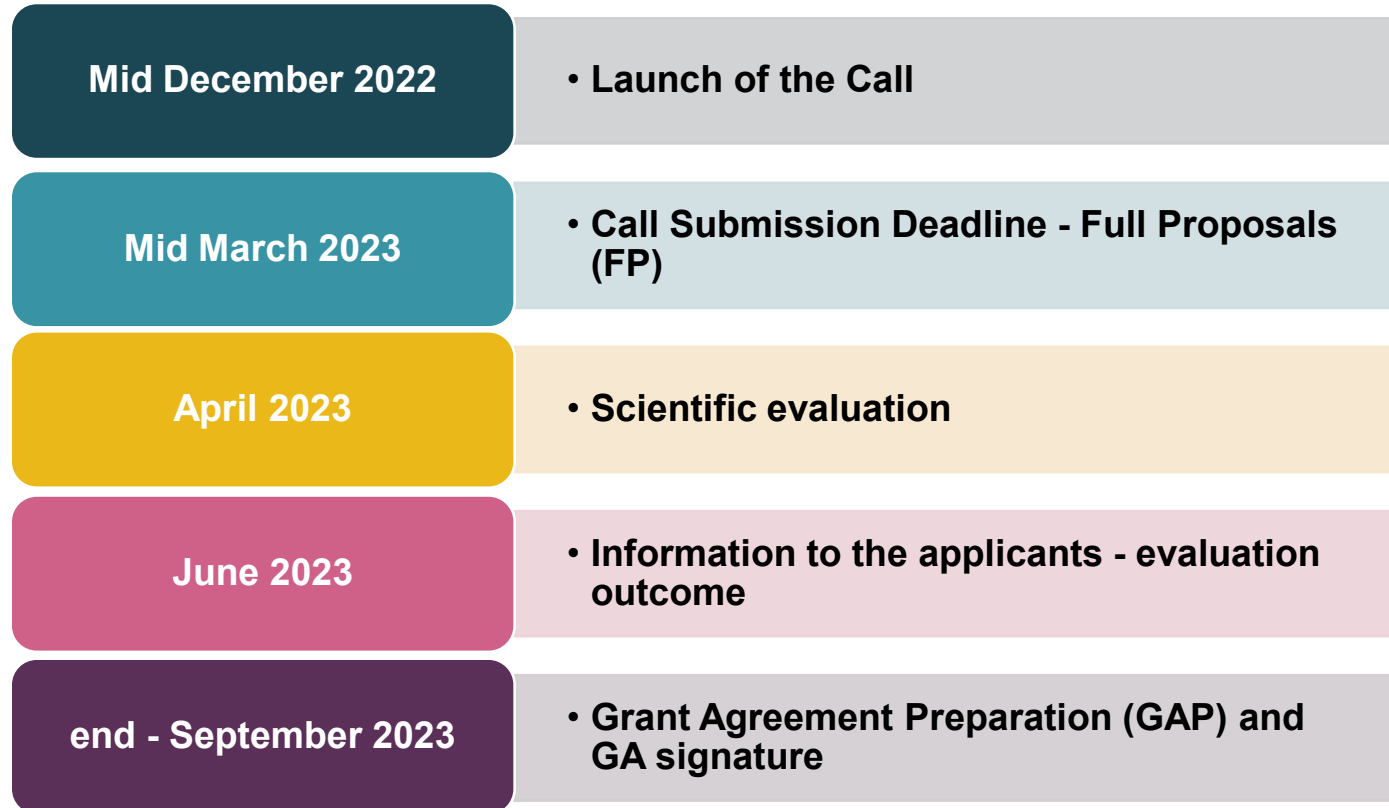 Mid December 2022
• Launch of the Call
Mid March 2023
• Call Submission Deadline - Full Proposals
(FP)
April 2023
• Scientific evaluation
June 2023
• Information to the applicants - evaluation
outcome
end - September 2023
• Grant Agreement Preparation (GAP) and
GA signature